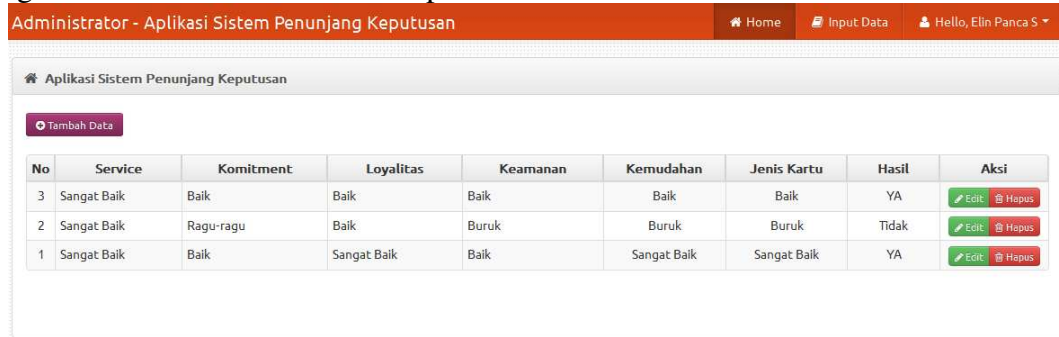 Administrator - Aplikasi Sistem Penunjang Keputusan Home Input Data Hello, Elin Panca S
Aplikasi Sistem Penunjang Keputusan
Tambah Data
No Service Komitment Loyalitas Keamanan Kemudahan Jenis Kartu Hasil Aksi
3 Sangat Baik Baik Baik Baik Baik Baik YA Edit Hapus
2 Sangat Baik Ragu-ragu Baik Buruk Buruk Buruk Tidak Edit Hapus
1 Sangat Baik Baik Sangat Baik Baik Sangat Baik Sangat Baik YA Edit Hapus